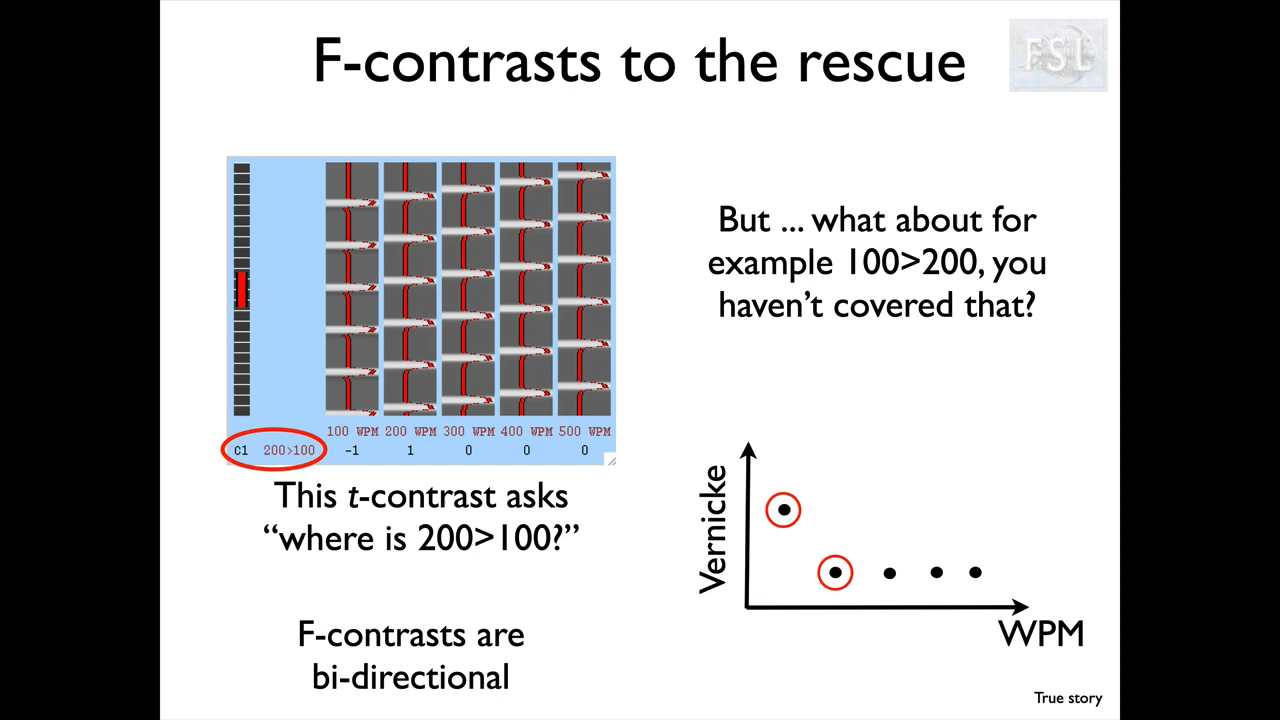 F-contrasts to the rescue
FSL
100 WPM 200 WPM 300 WPM 400 WPM 500 WPM
C1 200>100 -1 1 0 0 0
This t-contrast asks
“where is 200>100?”
F-contrasts are
bi-directional
But ... what about for
example 100>200, you
haven’t covered that?
Vernicke
WPM
True story